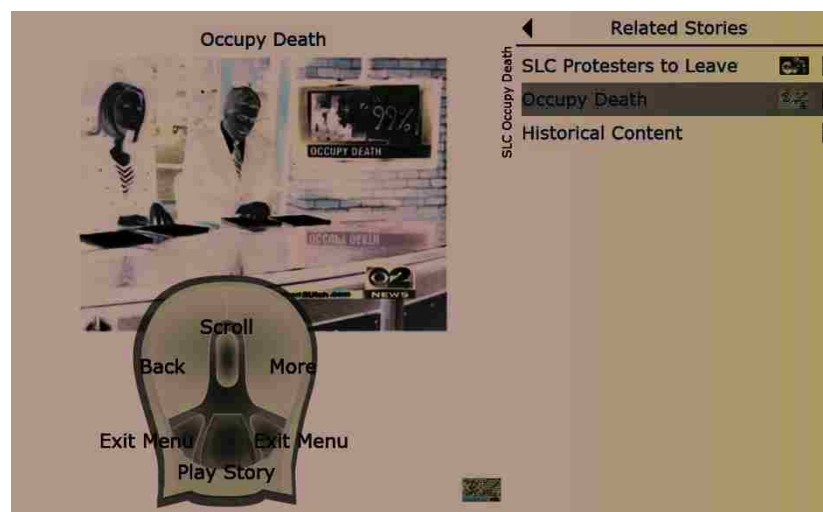 Occupy Death
"99%
OCCUPY DEATH
OCCUPY DEATH
2
NEWS
Scroll
Back
More
Exit Menu
Exit Menu
Play Story
Related Stories
SLC Occupy Death
SLC Protesters to Leave
Occupy Death
Historical Content